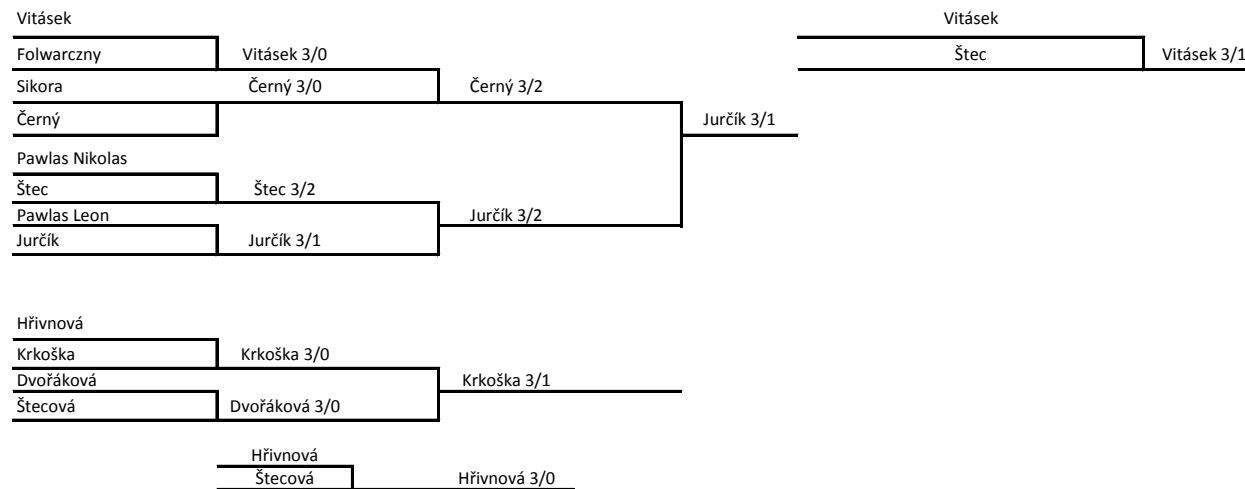 Vitásek Vitásek
Folwarczny Vitásek 3/0 Štec Vitásek 3/1
Sikora Černý 3/0 Černý 3/2
Černý Jurčík 3/1
Pawlas Nikolas
Štec Štec 3/2
Pawlas Leon Jurčík 3/2
Jurčík Jurčík 3/1
Hřivnová
Krkoška Krkoška 3/0
Dvořáková Krkoška 3/1
Štecová Dvořáková 3/0
Hřivnová
Štecová Hřivnová 3/0